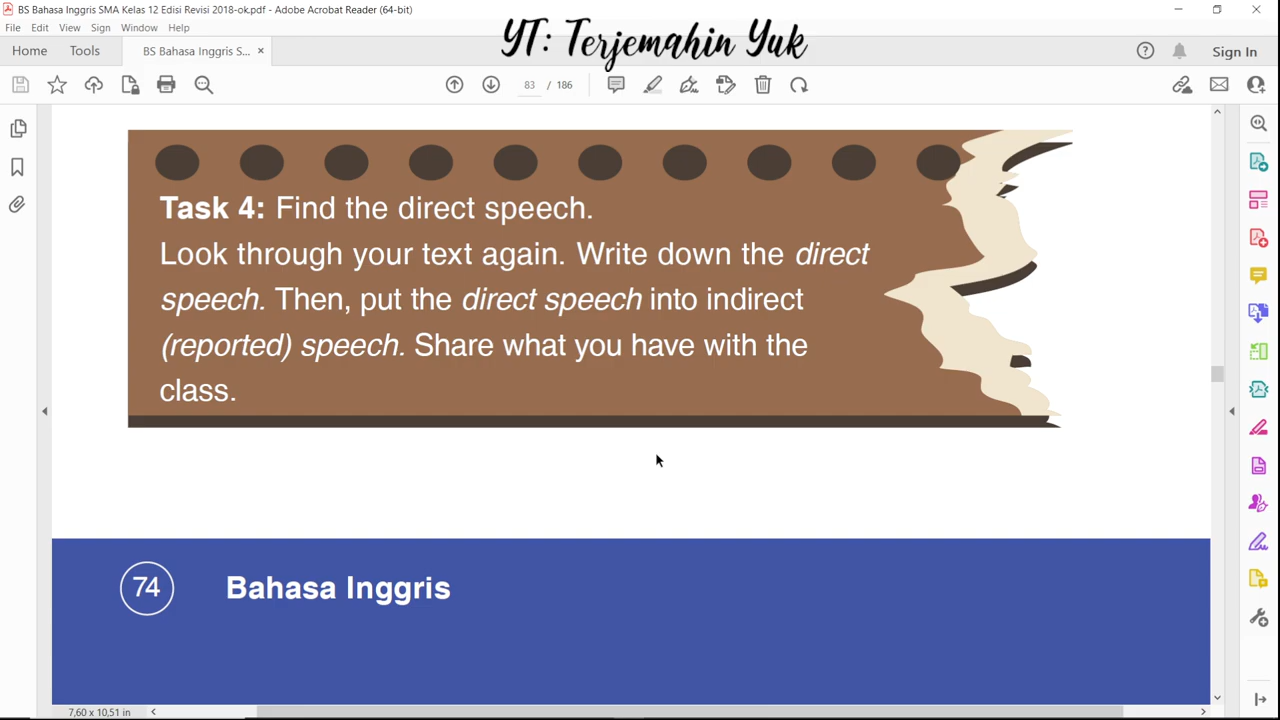 BS Bahasa Inggris SMA Kelas 12 Edisi Revisi 2018-ok.pdf - Adobe Acrobat Reader (64-bit)
YT: Terjemahin Yuk
File Edit View Sign Window Help
Home Tools BS Bahasa Inggris S... × Sign In
83 / 186
Task 4: Find the direct speech.
Look through your text again. Write down the direct
speech. Then, put the direct speech into indirect
(reported) speech. Share what you have with the
class.
74 Bahasa Inggris
7,60 x 10,51 in